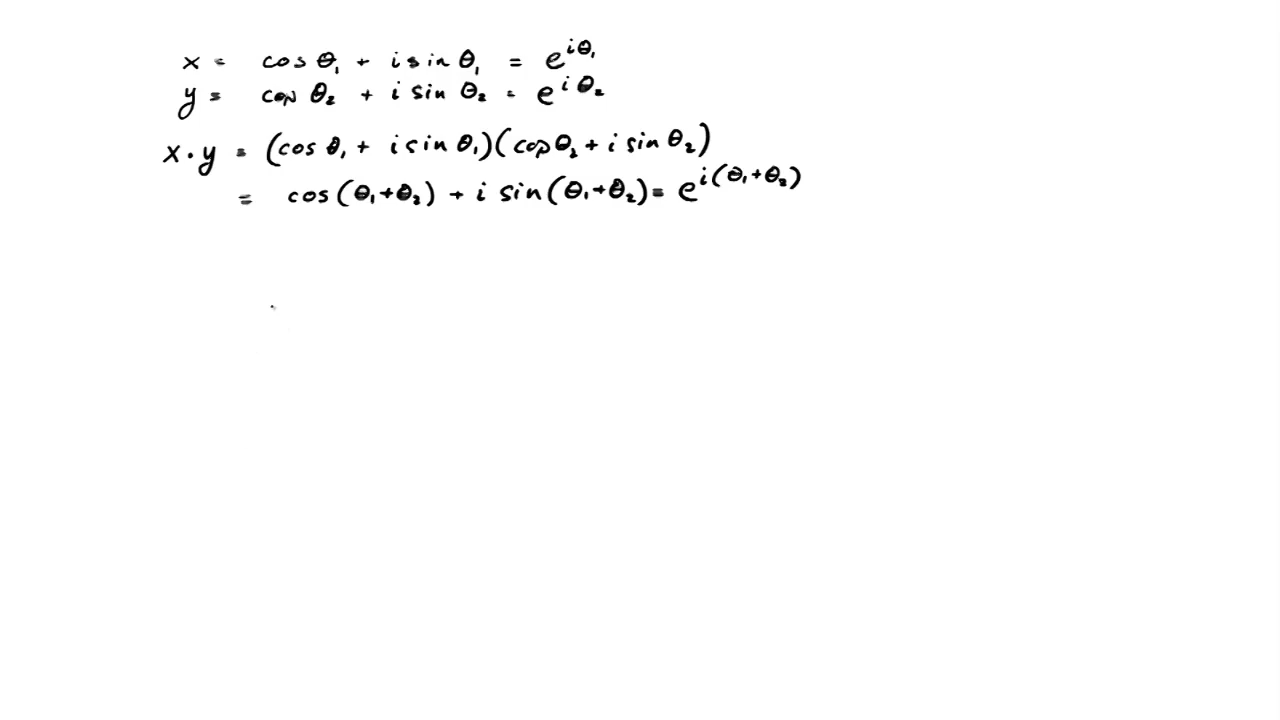 x = cos θ₁ + i sin θ₁ = e^{iθ₁}
y = cos θ₂ + i sin θ₂ = e^{iθ₂}
x · y = (cos θ₁ + i sin θ₁)(cos θ₂ + i sin θ₂)
= cos(θ₁+θ₂) + i sin(θ₁+θ₂) = e^{i(θ₁+θ₂)}